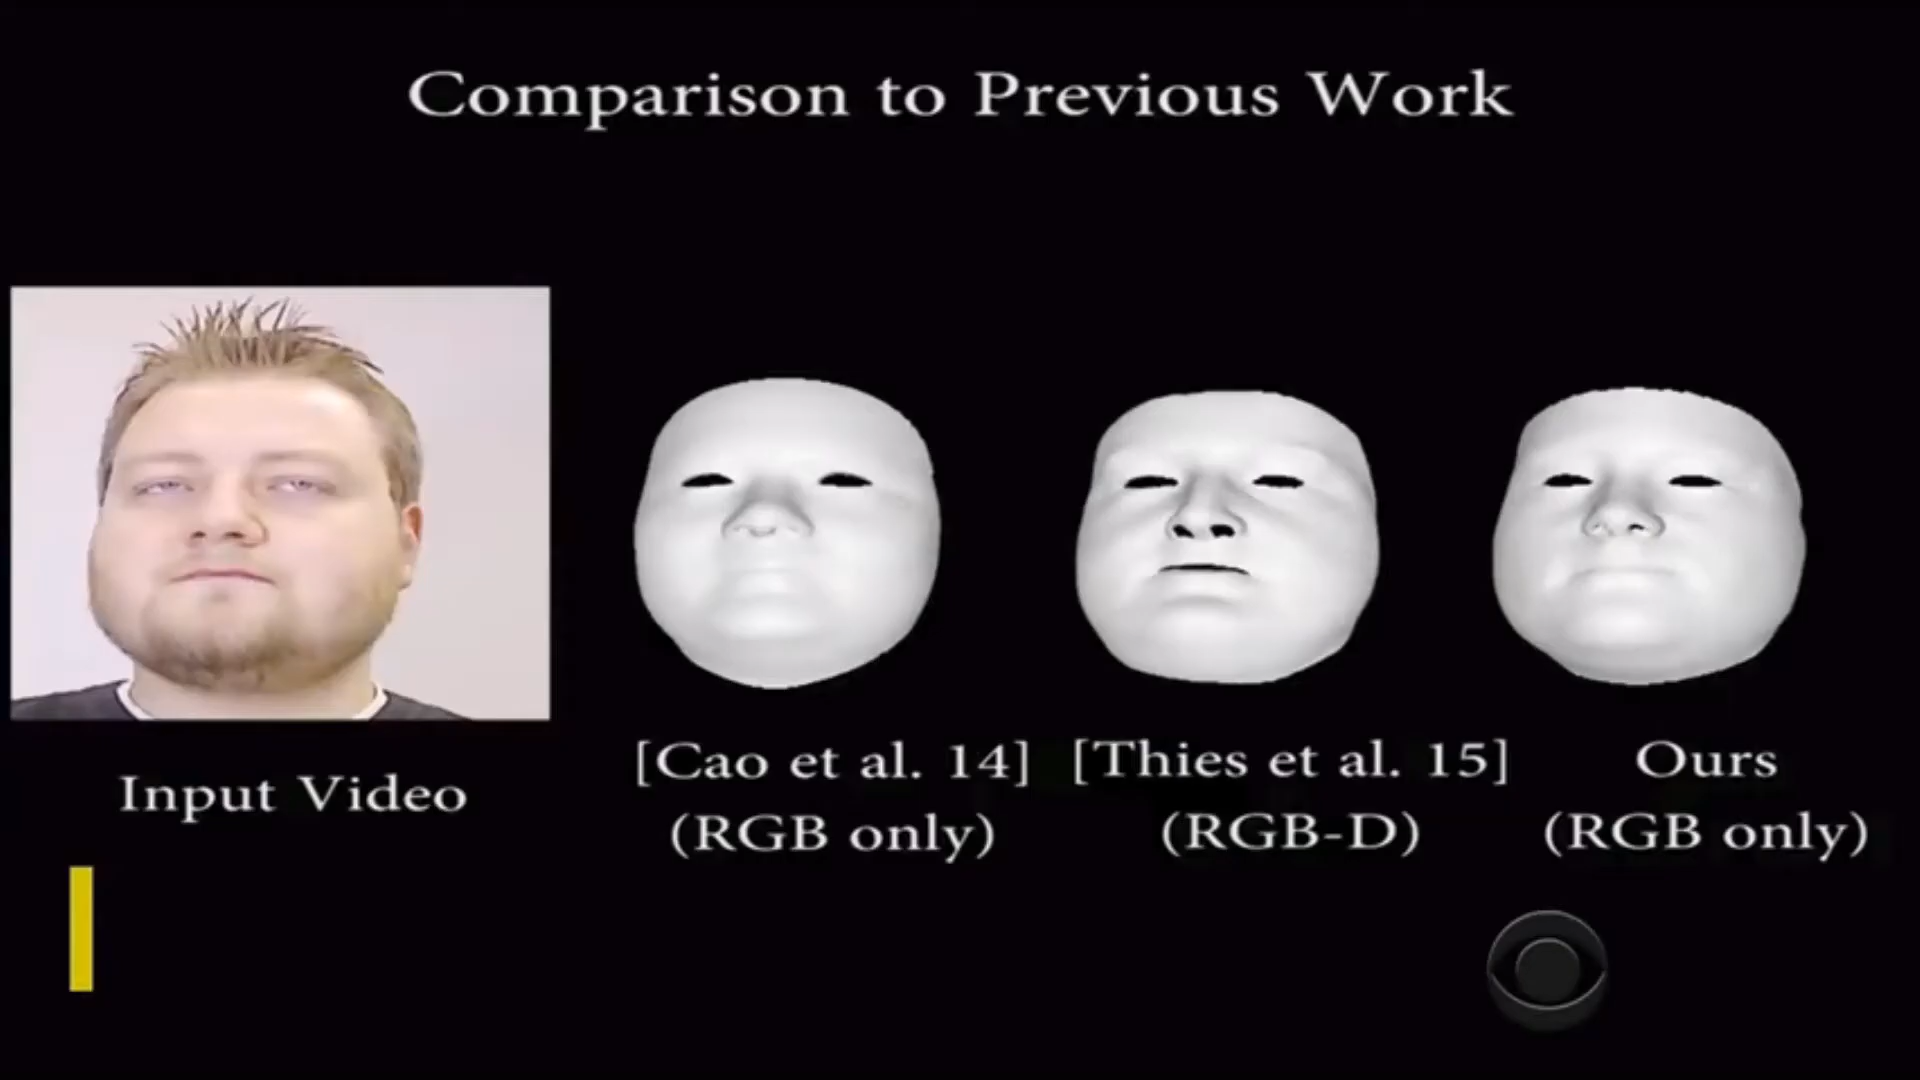 Comparison to Previous Work
Input Video
[Cao et al. 14]
(RGB only)
[Thies et al. 15]
(RGB-D)
Ours
(RGB only)